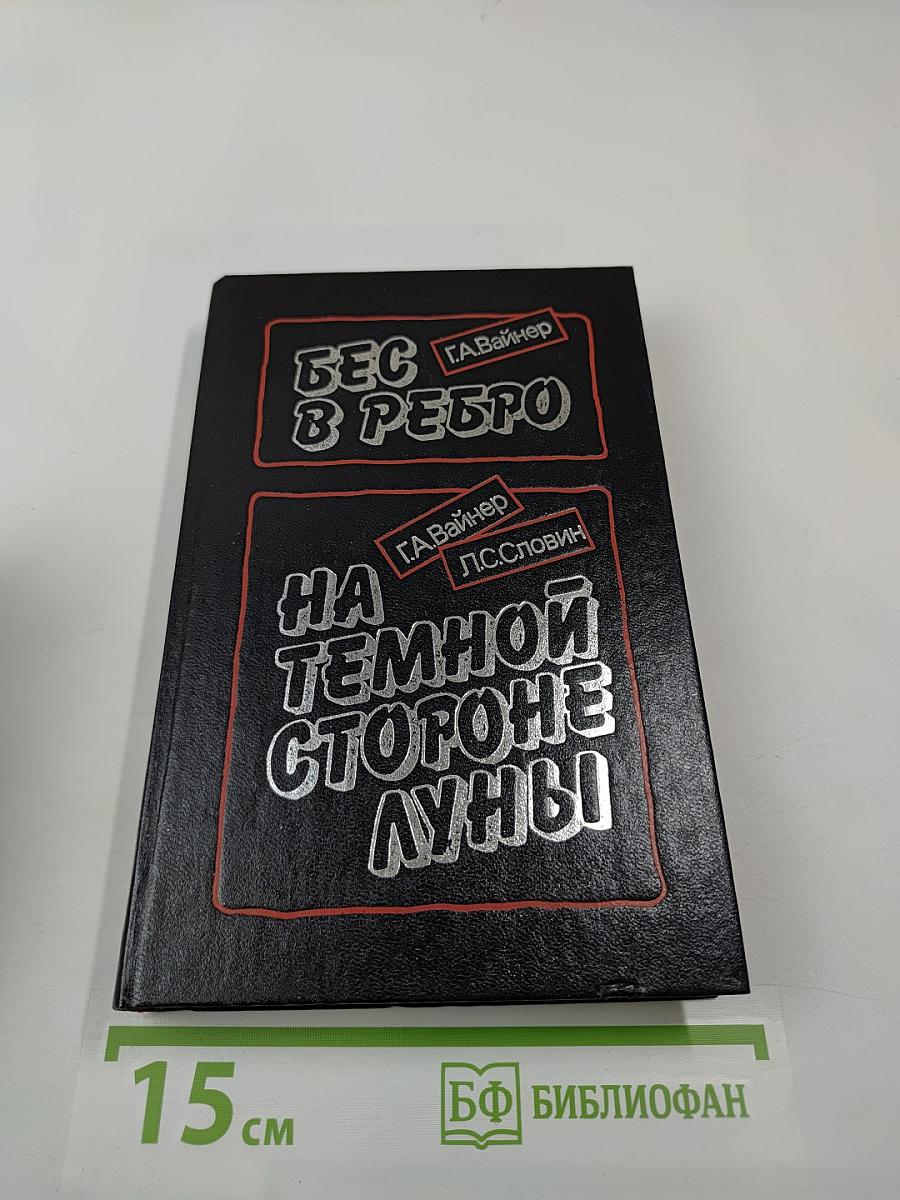 Г.А.Вайнер
БЕС
В РЕБРО
Г.А.Вайнер
Л.С.Словин
НА
ТЕМНОЙ
СТОРОНЕ
ЛУНЫ
15 см
БФ БИБЛИОФАН